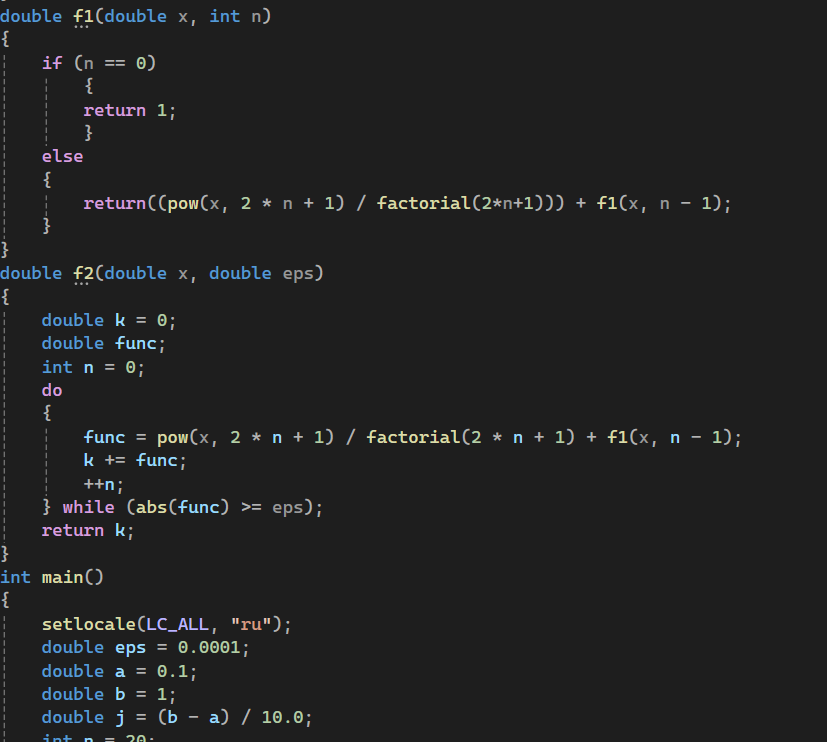 double f1(double x, int n)
{
    if (n == 0)
        {
        return 1;
        }
    else
    {
        return((pow(x, 2 * n + 1) / factorial(2*n+1))) + f1(x, n - 1);
    }
}
double f2(double x, double eps)
{
    double k = 0;
    double func;
    int n = 0;
    do
    {
        func = pow(x, 2 * n + 1) / factorial(2 * n + 1) + f1(x, n - 1);
        k += func;
        ++n;
    } while (abs(func) >= eps);
    return k;
}
int main()
{
    setlocale(LC_ALL, "ru");
    double eps = 0.0001;
    double a = 0.1;
    double b = 1;
    double j = (b - a) / 10.0;
    int n = 20;